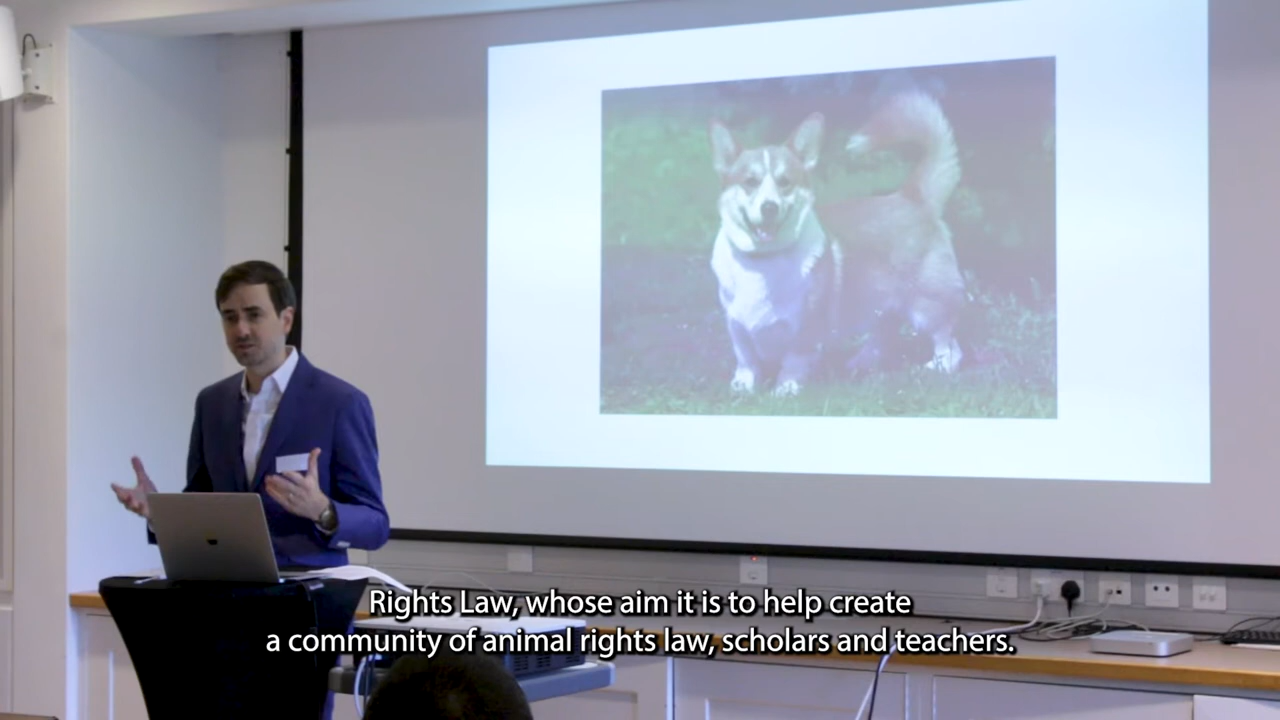 Rights Law, whose aim it is to help create
a community of animal rights law, scholars and teachers.